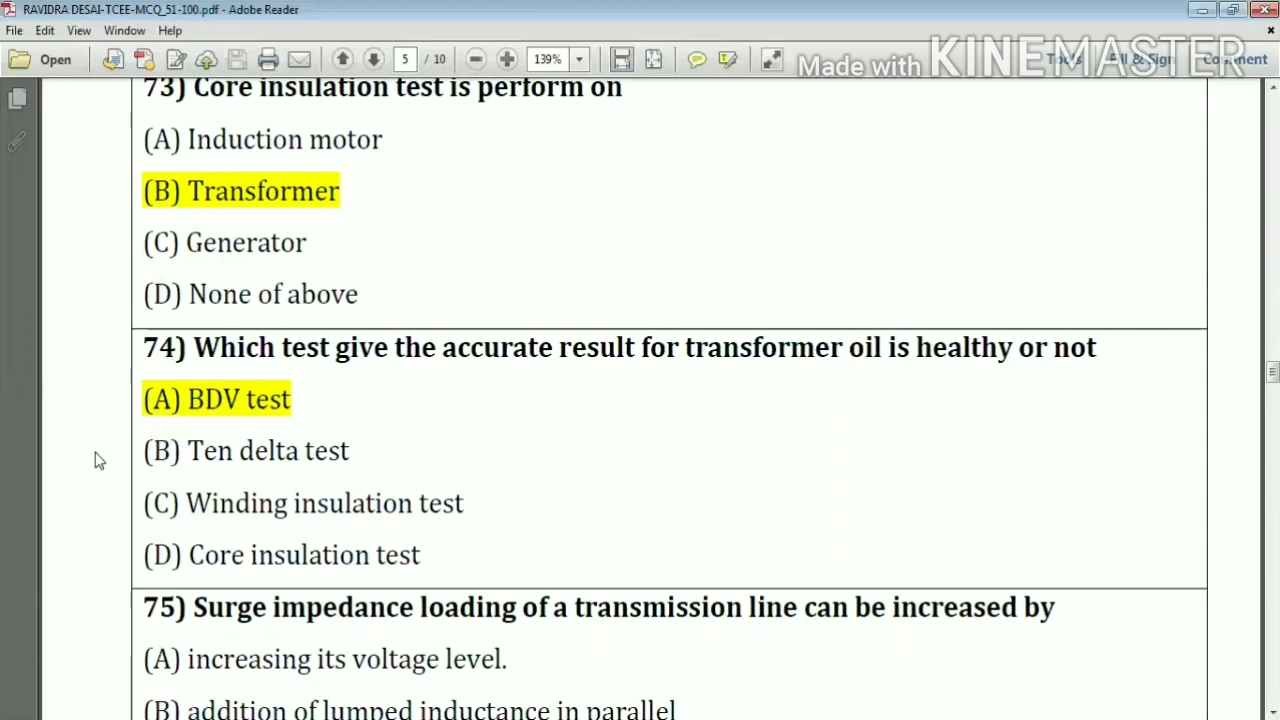 RAVIDRA DESAI-TCEE-MCQ_51-100.pdf - Adobe Reader
File Edit View Window Help
Open 5 / 10 139% Tools Fill & Sign Comment
Made with KINEMASTER
73) Core insulation test is perform on
(A) Induction motor
(B) Transformer
(C) Generator
(D) None of above
74) Which test give the accurate result for transformer oil is healthy or not
(A) BDV test
(B) Ten delta test
(C) Winding insulation test
(D) Core insulation test
75) Surge impedance loading of a transmission line can be increased by
(A) increasing its voltage level.
(B) addition of lumped inductance in parallel